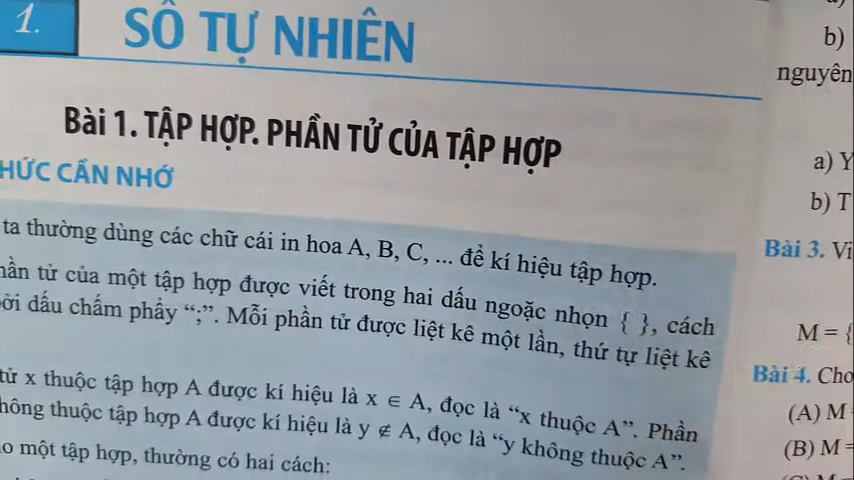 1.
SỐ TỰ NHIÊN
Bài 1. TẬP HỢP. PHẦN TỬ CỦA TẬP HỢP
CẦN NHỚ
ta thường dùng các chữ cái in hoa A, B, C, ... để kí hiệu tập hợp.
tử của một tập hợp được viết trong hai dấu ngoặc nhọn { }, cách
dấu chấm phẩy “;”. Mỗi phần tử được liệt kê một lần, thứ tự liệt kê
tử x thuộc tập hợp A được kí hiệu là x ∈ A, đọc là “x thuộc A”. Phần
thuộc tập hợp A được kí hiệu là y ∉ A, đọc là “y không thuộc A”.
một tập hợp, thường có hai cách:
b)
nguyên
a) Y
b) T
Bài 3. Vi
M = {
Bài 4. Cho
(A) M
(B) M =